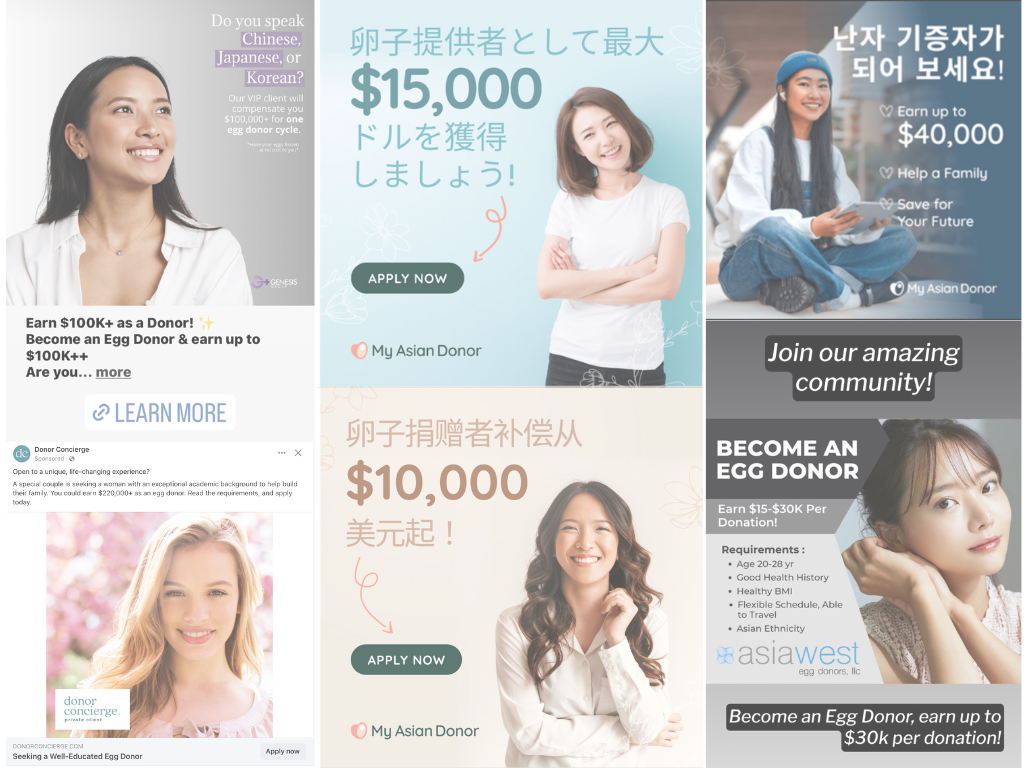 Do you speak
Chinese,
Japanese, or
Korean?
Our VIP client will
compensate you
$100,000+ for one
egg donor cycle.
GENESIS
Earn $100K+ as a Donor! ✨
Become an Egg Donor & earn up to
$100K++
Are you... more
LEARN MORE
dc
Donor Concierge
Sponsored ·
Open to a unique, life-changing experience?
A special couple is seeking a woman with an exceptional academic background to help build
their family. You could earn $220,000+ as an egg donor. Read the requirements, and apply
today.
donor
concierge.
private client
DONORCONCIERGE.COM
Seeking a Well-Educated Egg Donor
Apply now
卵子提供者として最大
$15,000
ドルを獲得
しましょう!
APPLY NOW
My Asian Donor
卵子捐赠者补偿从
$10,000
美元起！
APPLY NOW
My Asian Donor
난자 기증자가
되어 보세요!
Earn up to
$40,000
Help a Family
Save for
Your Future
My Asian Donor
Join our amazing
community!
BECOME AN
EGG DONOR
Earn $15-$30K Per
Donation!
Requirements :
• Age 20-28 yr
• Good Health History
• Healthy BMI
• Flexible Schedule, Able
to Travel
• Asian Ethnicity
asiawest
egg donors, llc
Become an Egg Donor, earn up to
$30k per donation!